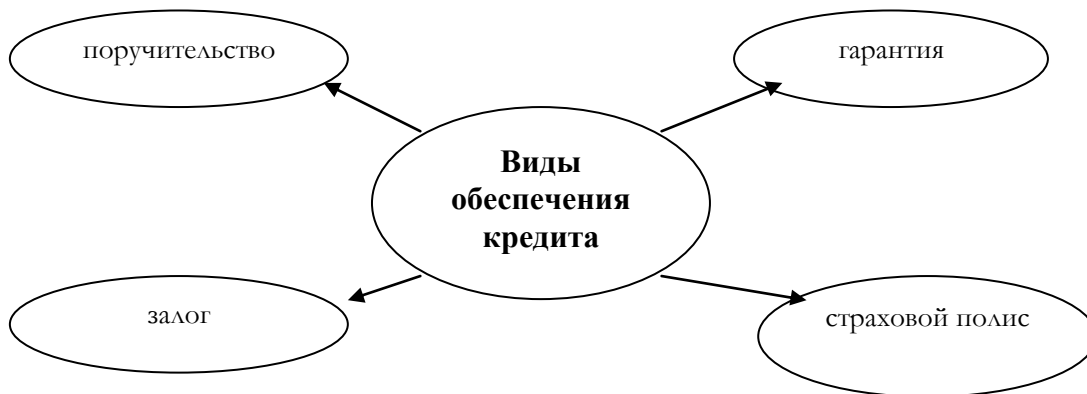 поручительство
гарантия
Виды
обеспечения
кредита
залог
страховой полис